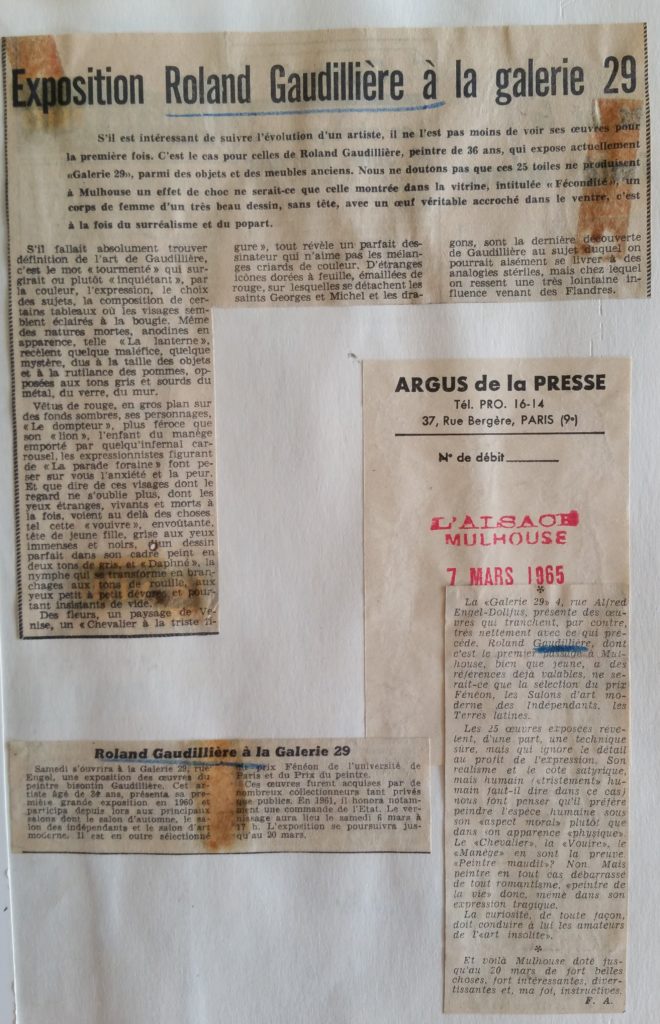 Exposition Roland Gaudillière à la galerie 29
S'il est intéressant de suivre l'évolution d'un artiste, il ne l'est pas moins de voir ses œuvres pour
la première fois. C'est le cas pour celles de Roland Gaudillière, peintre de 36 ans, qui expose actuellement
«Galerie 29», parmi des objets et des meubles anciens. Nous ne doutons pas que ces 25 toiles ne produisent
à Mulhouse un effet de choc ne serait-ce que celle montrée dans la vitrine, intitulée « Fécondité », un
corps de femme d'un très beau dessin, sans tête, avec un œuf véritable accroché dans le ventre, c'est
à la fois du surréalisme et du popart.
S'il fallait absolument trouver
définition de l'art de Gaudillière,
c'est le mot «tourmenté» qui sur-
girait ou plutôt «inquiétant», par
la couleur, l'expression, le choix
des sujets, la composition de cer-
tains tableaux où les visages sem-
blent éclairés à la bougie. Même
des natures mortes, anodines en
apparence, telle «La lanterne»,
recèlent quelque maléfice, quelque
mystère, dus à la taille des objets
et à la rutilance des pommes, op-
posées aux tons gris et sourds du
métal, du verre, du mur.
Vêtus de rouge, en gros plan sur
des fonds sombres, ses personnages,
«Le dompteur», plus féroce que
son «lion», l'enfant du manège
emporté par quelqu'infernal car-
rousel, les expressionnistes figurant
de «La parade foraine» font pe-
ser sur vous l'anxiété et la peur.
Et que dire de ces visages dont le
regard ne s'oublie plus, dont les
yeux étranges, vivants et morts à
la fois, voient au delà des choses
tel cette «vouivre», envoûtante,
tête de jeune fille, grise aux yeux
immenses et noirs, d'un dessin
parfait dans son cadre peint en
deux tons de gris, et «Daphné», la
nymphe qui se transforme en bran-
chages aux tons de rouille, aux
yeux petit à petit dévorés et pour-
tant insistants de vide.
Des fleurs, un paysage de Ve-
nise, un «Chevalier à la triste fi-
gure», tout révèle un parfait des-
sinateur qui n'aime pas les mélan-
ges criards de couleur. D'étranges
icônes dorées à feuille, émaillées de
rouge, sur lesquelles se détachent les
saints Georges et Michel et les dra-
gons, sont la dernière découverte
de Gaudillière au sujet duquel on
pourrait aisément se livrer à des
analogies stériles, mais chez lequel
on ressent une très lointaine in-
fluence venant des Flandres.
ARGUS de la PRESSE
Tél. PRO. 16-14
37, Rue Bergère, PARIS (9e)
N° de débit
L'ALSACE
MULHOUSE
7 MARS 1965
*
La «Galerie 29» 4, rue Alfred
Engel-Dollfus, présente des œu-
vres qui tranchent, par contre,
très nettement avec ce qui pré-
cède. Roland Gaudillière, dont
c'est le premier passage à Mul-
house, bien que jeune, a des
références déjà valables, ne se-
rait-ce que la sélection du prix
Fénéon, les Salons d'art mo-
derne, des Indépendants, les
Terres latines.
Les 25 œuvres exposées révè-
lent, d'une part, une technique
sûre, mais qui ignore le détail
au profit de l'expression. Son
réalisme et le côté satyrique,
mais humain («tristement» hu-
main faut-il dire dans ce cas)
nous font penser qu'il préfère
peindre l'espèce humaine sous
son «aspect moral» plutôt que
dans son apparence «physique».
Le «Chevalier», la «Vouire», le
«Manège» en sont la preuve.
«Peintre maudit»? Non. Mais
peintre en tout cas débarrassé
de tout romantisme, «peintre de
la vie» donc, même dans son
expression tragique.
La curiosité, de toute façon,
doit conduire à lui les amateurs
de l'«art insolite».
*
Et voilà Mulhouse doté jus-
qu'au 20 mars de fort belles
choses, fort intéressantes, diver-
tissantes et, ma foi, instructives.
F. A.
Roland Gaudillière à la Galerie 29
Samedi s'ouvrira à la Galerie 29, rue
Engel, une exposition des œuvres du
peintre bisontin Gaudillière. Cet ar-
tiste âgé de ans, présenta sa pre-
mière grande exposition en 1960 et
participa depuis lors aux principaux
salons dont le salon d'automne, le sa-
lon des indépendants et le salon d'art
moderne. Il est en outre sélectionné
prix Fénéon de l'université de
Paris et du Prix du peintre.
Ces œuvres furent acquises par de
nombreux collectionneurs tant privés
que publics. En 1961, il honora notam-
ment une commande de l'Etat. Le ver-
nissage aura lieu le samedi 6 mars à
17 h. L'exposition se poursuivra jus-
qu'au 20 mars.